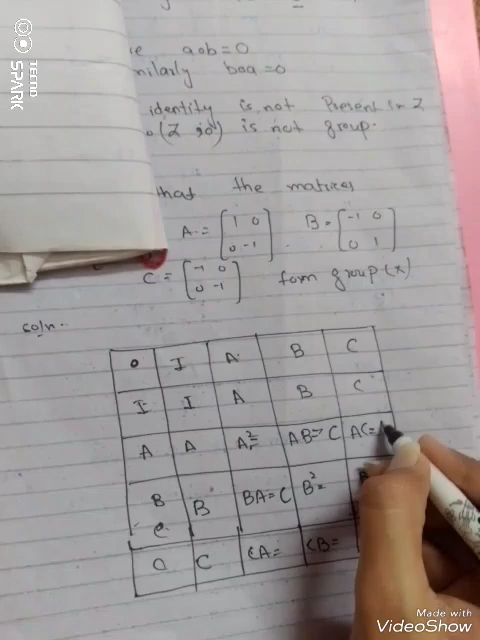 aob=0
boa=0
identity is not Present in Z
is not group.
that the matrices
A = [1 0
0 -1] B = [-1 0
0 1]
C = [-1 0
0 -1] form group (x)
soln.
O I A B C
I I A B C
A A A²= AB=C AC=
B B BA=C B²=
C
C CA= CB=
TECNO
SPARK
Made with
VideoShow